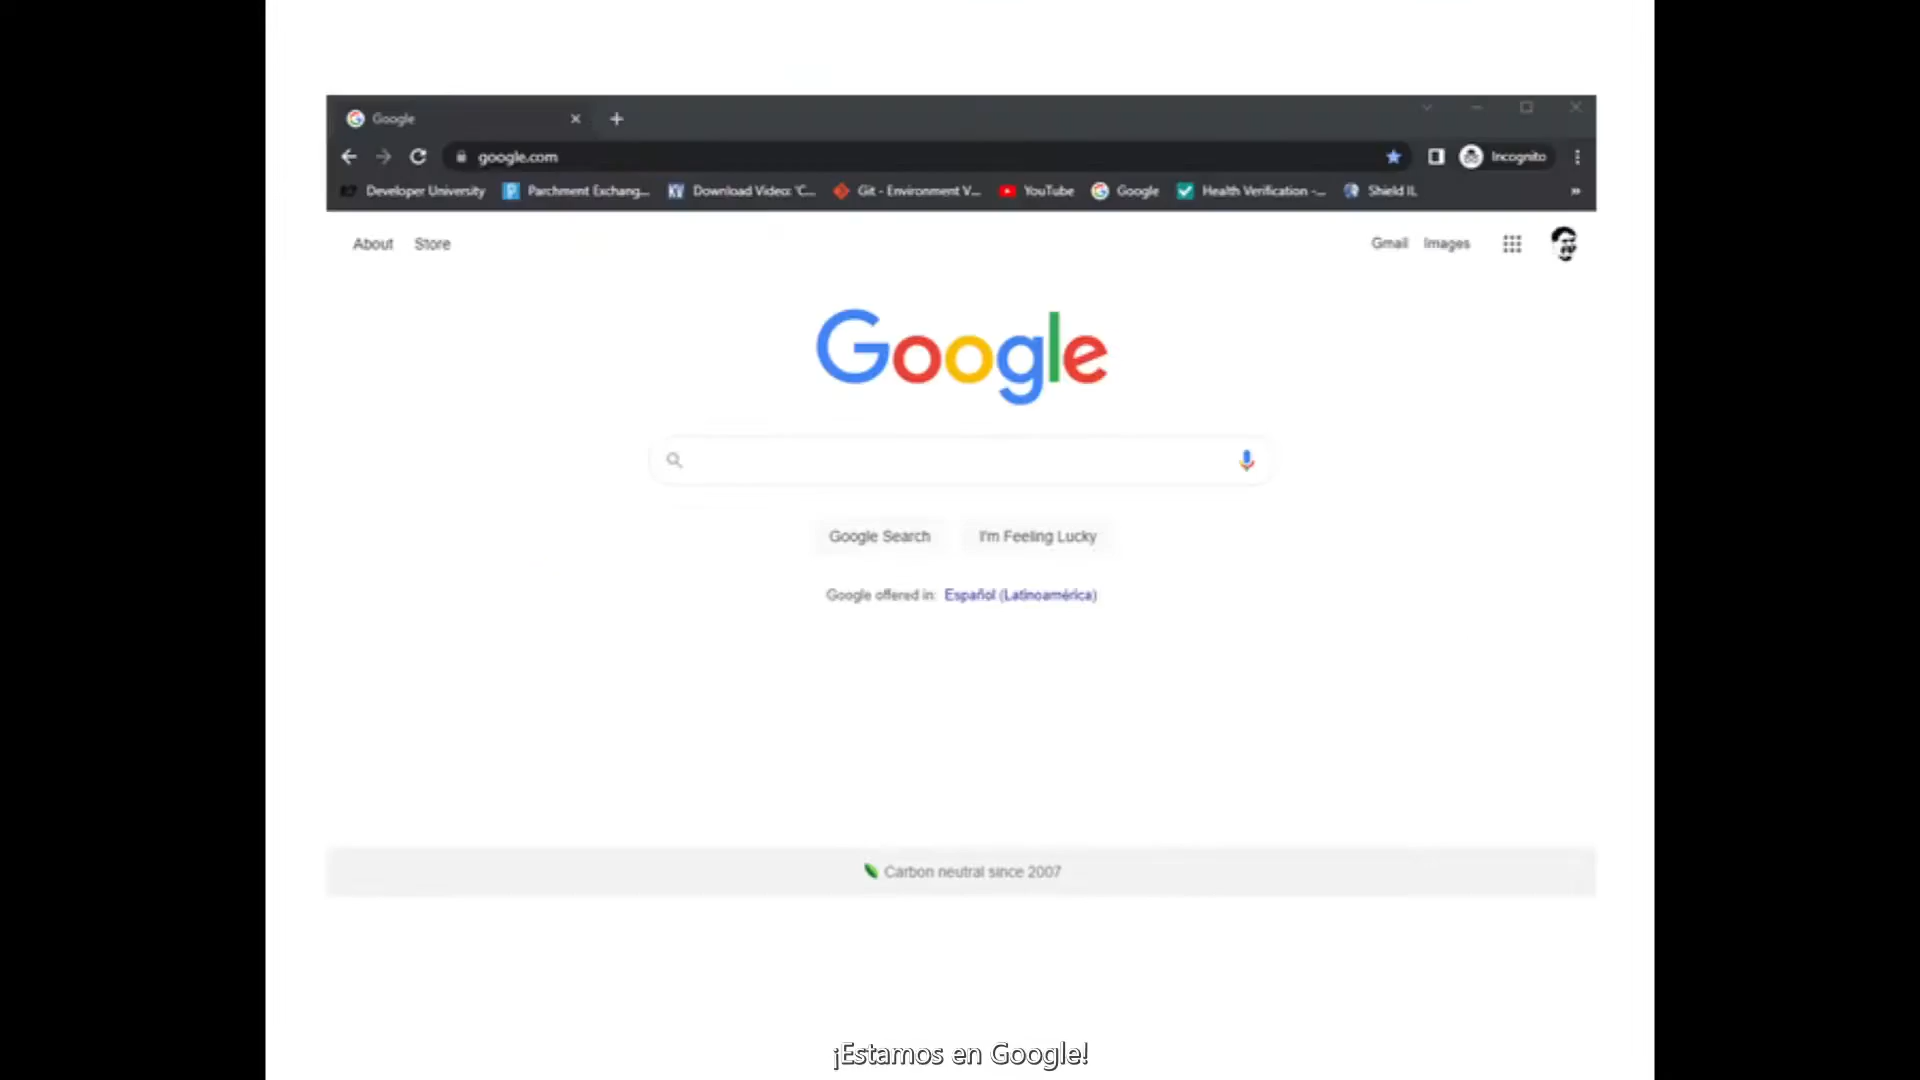 Google
google.com
Incognito
Developer University
Parchment Exchang...
Download Video: 'C...
Git - Environment V...
YouTube
Google
Health Verification -...
Shield IL
About
Store
Gmail
Images
Google
Google Search
I'm Feeling Lucky
Google offered in: Español (Latinoamérica)
Carbon neutral since 2007
¡Estamos en Google!